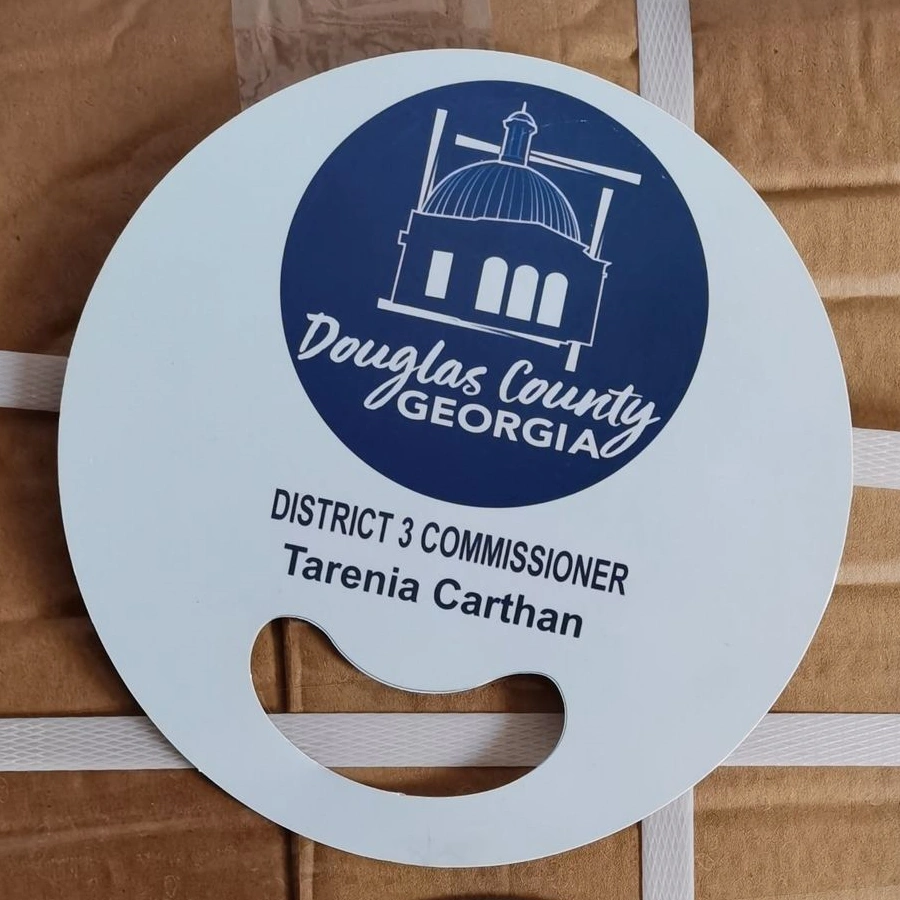 Douglas County
GEORGIA
DISTRICT 3 COMMISSIONER
Tarenia Carthan